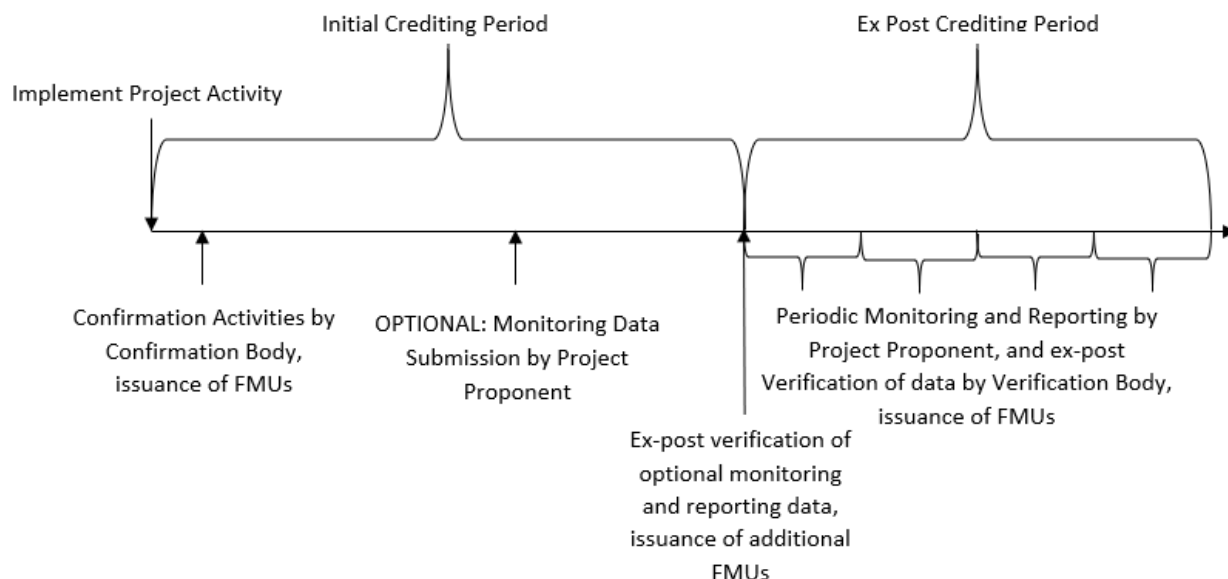 Initial Crediting Period
Ex Post Crediting Period
Implement Project Activity
Confirmation Activities by
Confirmation Body,
issuance of FMUs
OPTIONAL: Monitoring Data
Submission by Project
Proponent
Periodic Monitoring and Reporting by
Project Proponent, and ex-post
Verification of data by Verification Body,
issuance of FMUs
Ex-post verification of
optional monitoring
and reporting data,
issuance of additional
FMUs